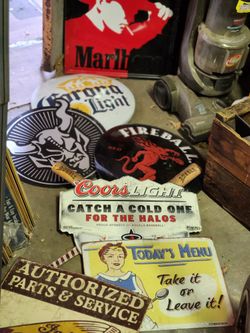 Marlbo
Corona
Light
FIREBALL
Coors LIGHT
CATCH A COLD ONE
FOR THE HALOS
TODAY'S MENU
Take it
or
Leave it!
AUTHORIZED
PARTS & SERVICE